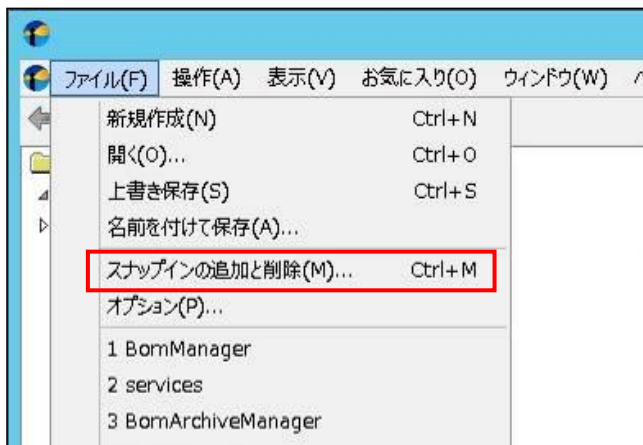 ファイル(F) 操作(A) 表示(V) お気に入り(O) ウィンドウ(W)
新規作成(N) Ctrl+N
開く(O)... Ctrl+O
上書き保存(S) Ctrl+S
名前を付けて保存(A)...
スナップインの追加と削除(M)... Ctrl+M
オプション(P)...
1 BomManager
2 services
3 BomArchiveManager